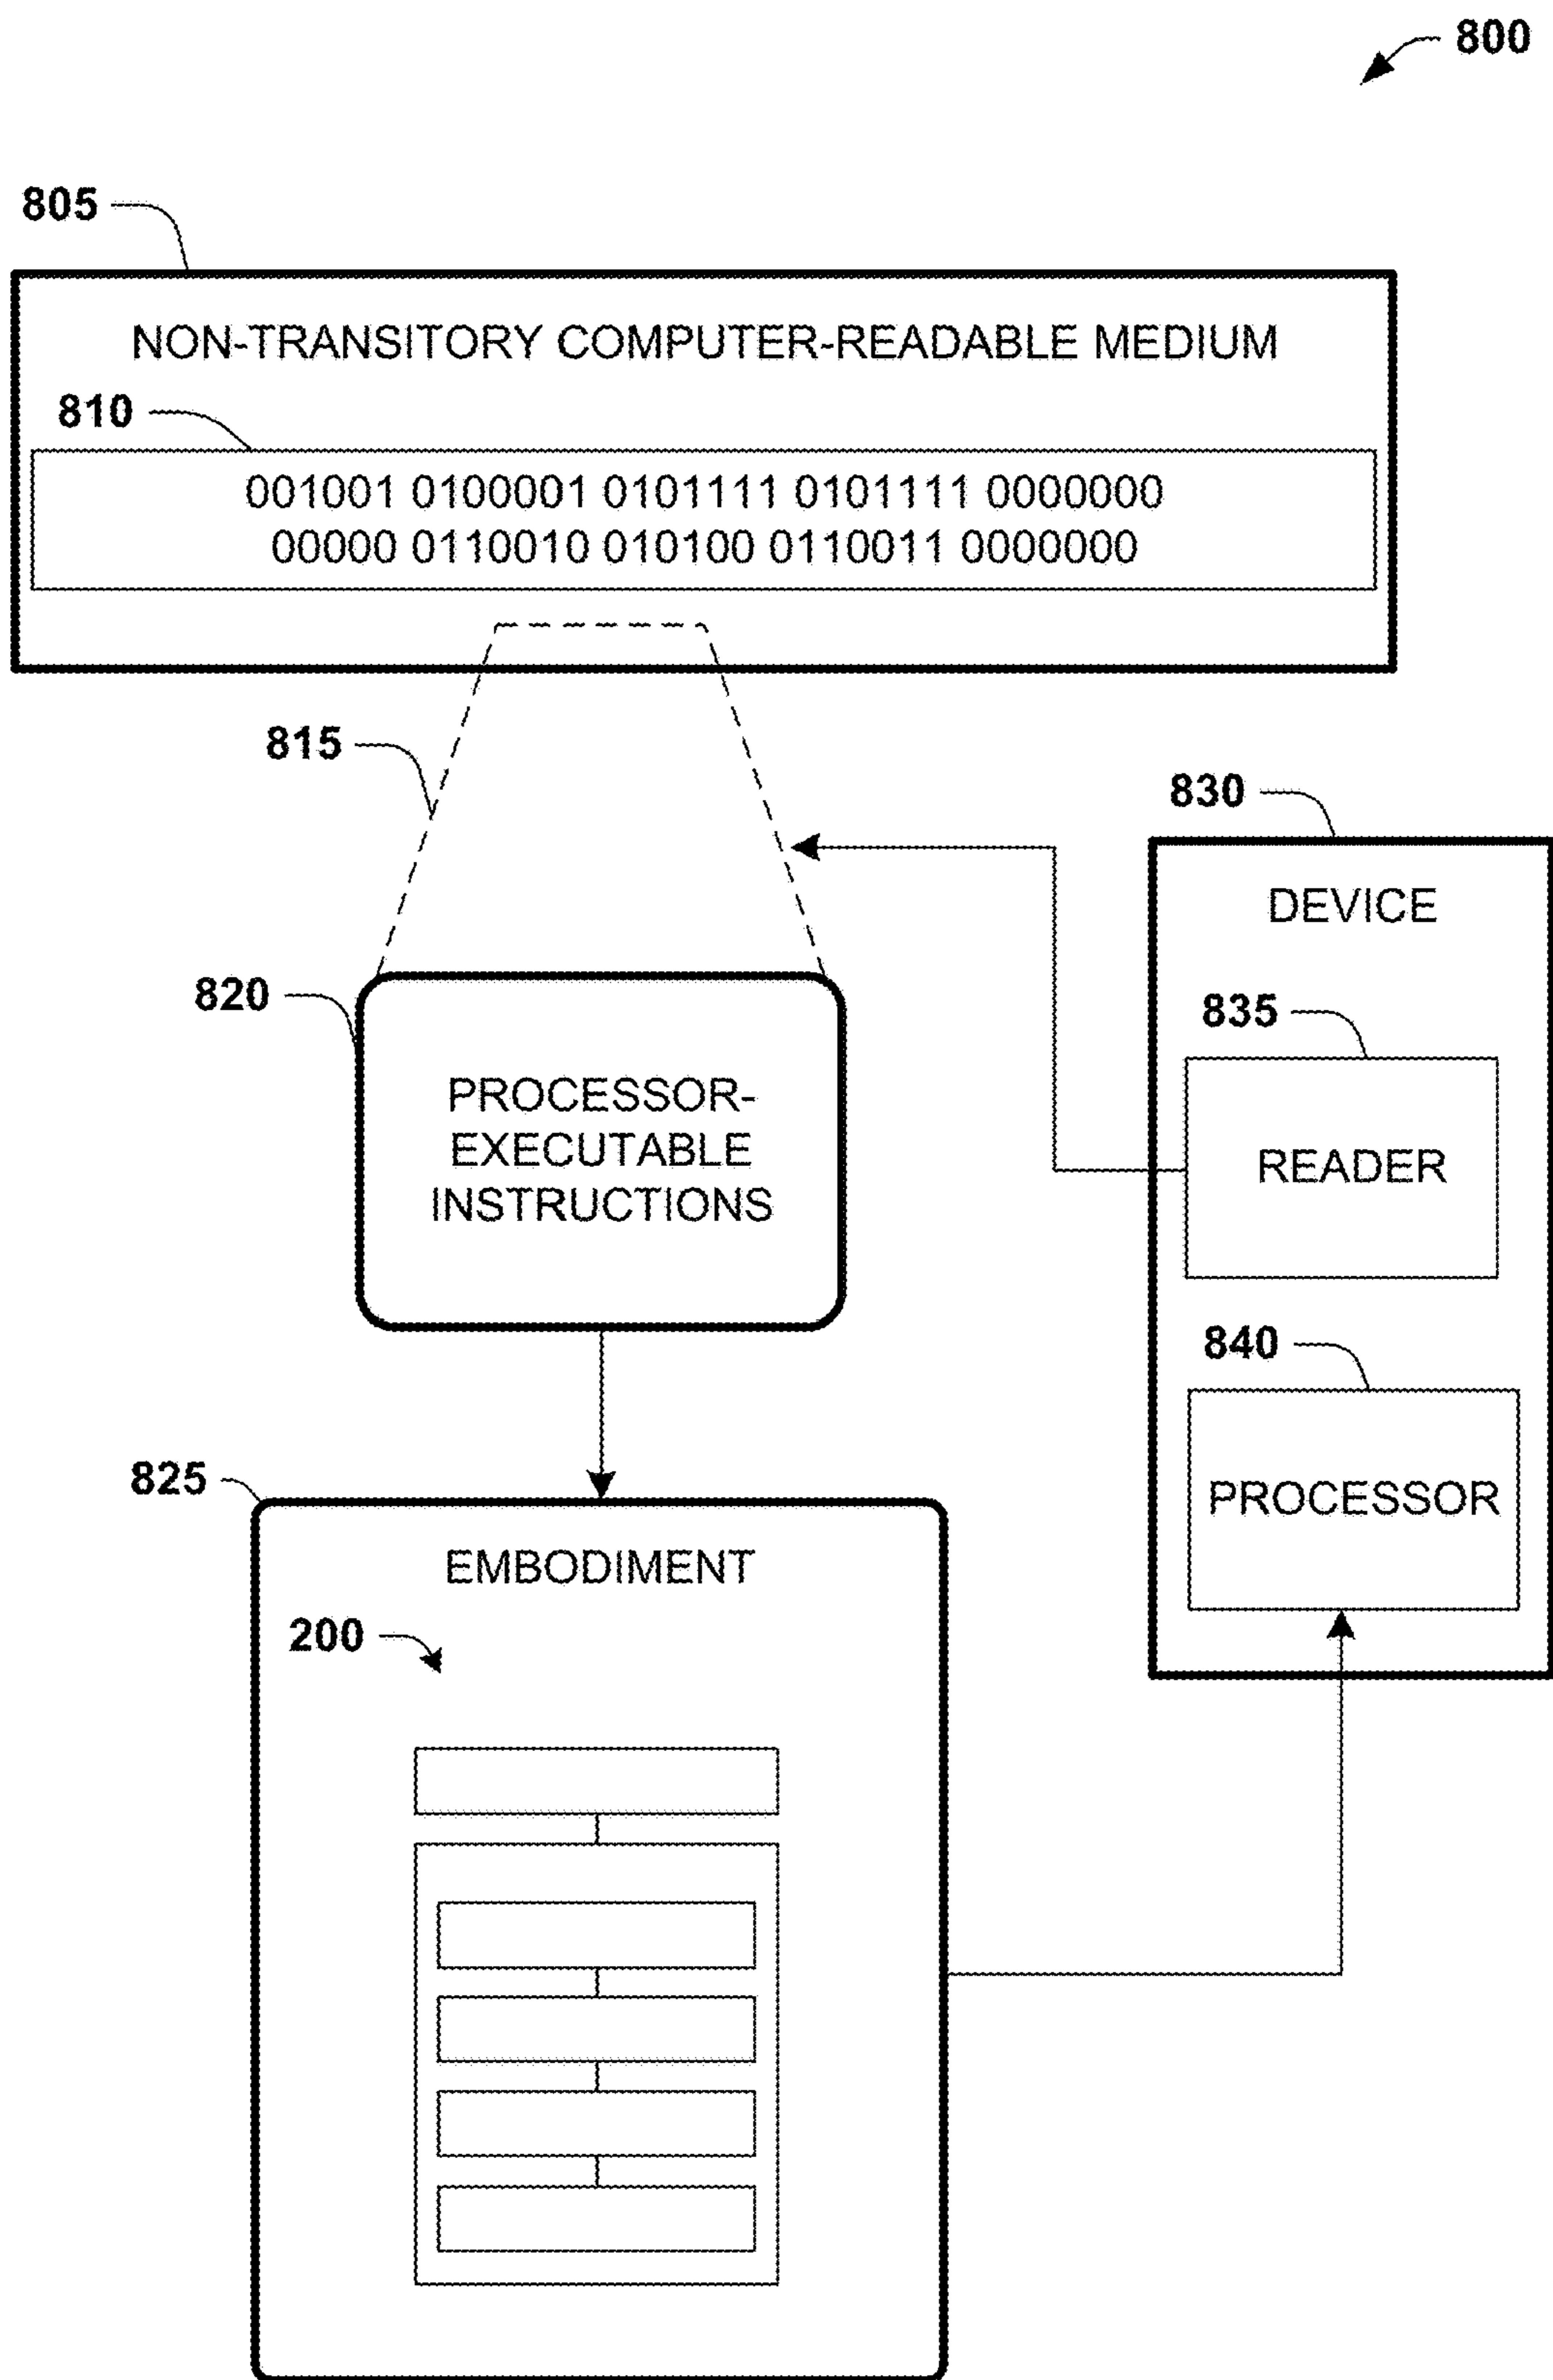 800
805
NON-TRANSITORY COMPUTER-READABLE MEDIUM
810
001001 0100001 0101111 0101111 0000000
00000 0110010 010100 0110011 0000000
815
830
DEVICE
820
835
PROCESSOR-
EXECUTABLE
INSTRUCTIONS
READER
840
PROCESSOR
825
EMBODIMENT
200